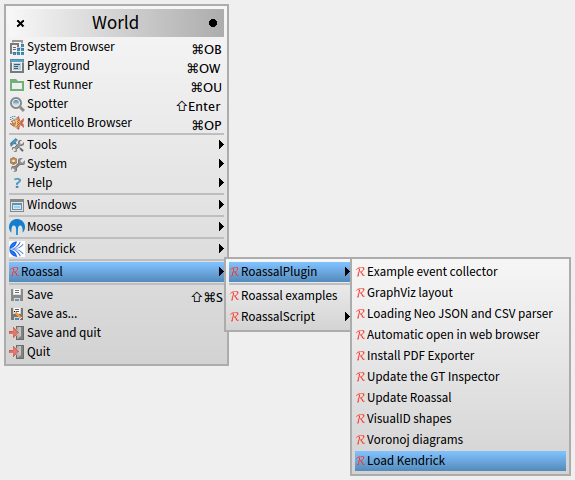 World
System Browser ⌘OB
Playground ⌘OW
Test Runner ⌘OU
Spotter ⇧Enter
Monticello Browser ⌘OP
Tools
System
? Help
Windows
Moose
Kendrick
R Roassal
Save ⇧⌘S
Save as...
Save and quit
Quit
R RoassalPlugin
R Roassal examples
R RoassalScript
R Example event collector
R GraphViz layout
R Loading Neo JSON and CSV parser
R Automatic open in web browser
R Install PDF Exporter
R Update the GT Inspector
R Update Roassal
R VisualID shapes
R Voronoj diagrams
R Load Kendrick